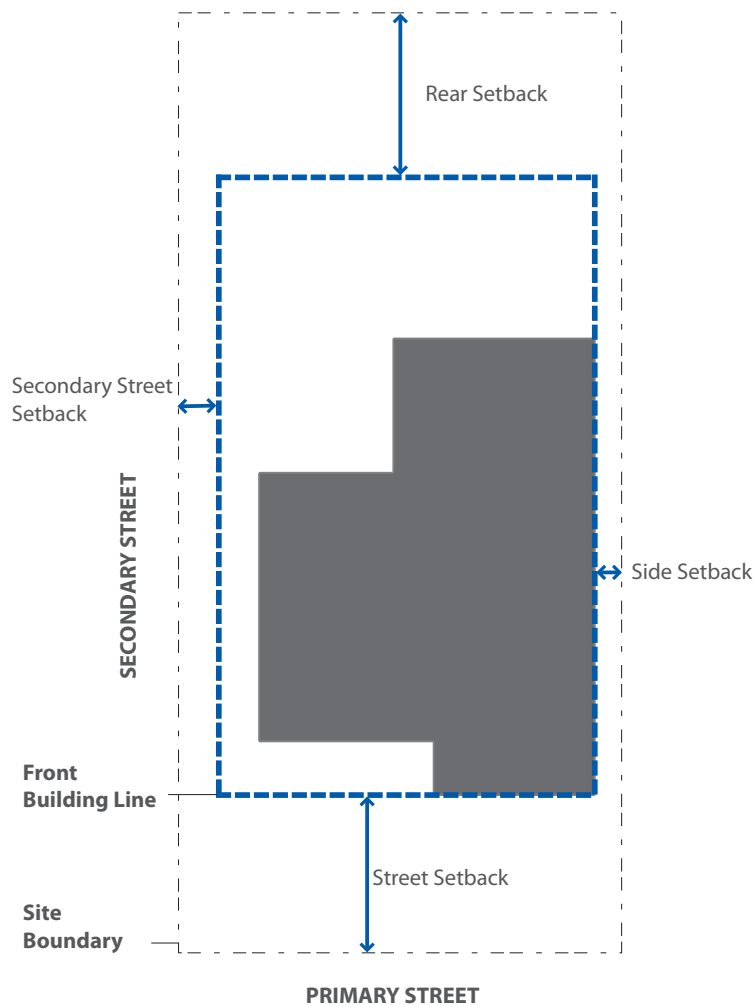 Rear Setback
Secondary Street
Setback
SECONDARY STREET
Side Setback
Front
Building Line
Street Setback
Site
Boundary
PRIMARY STREET